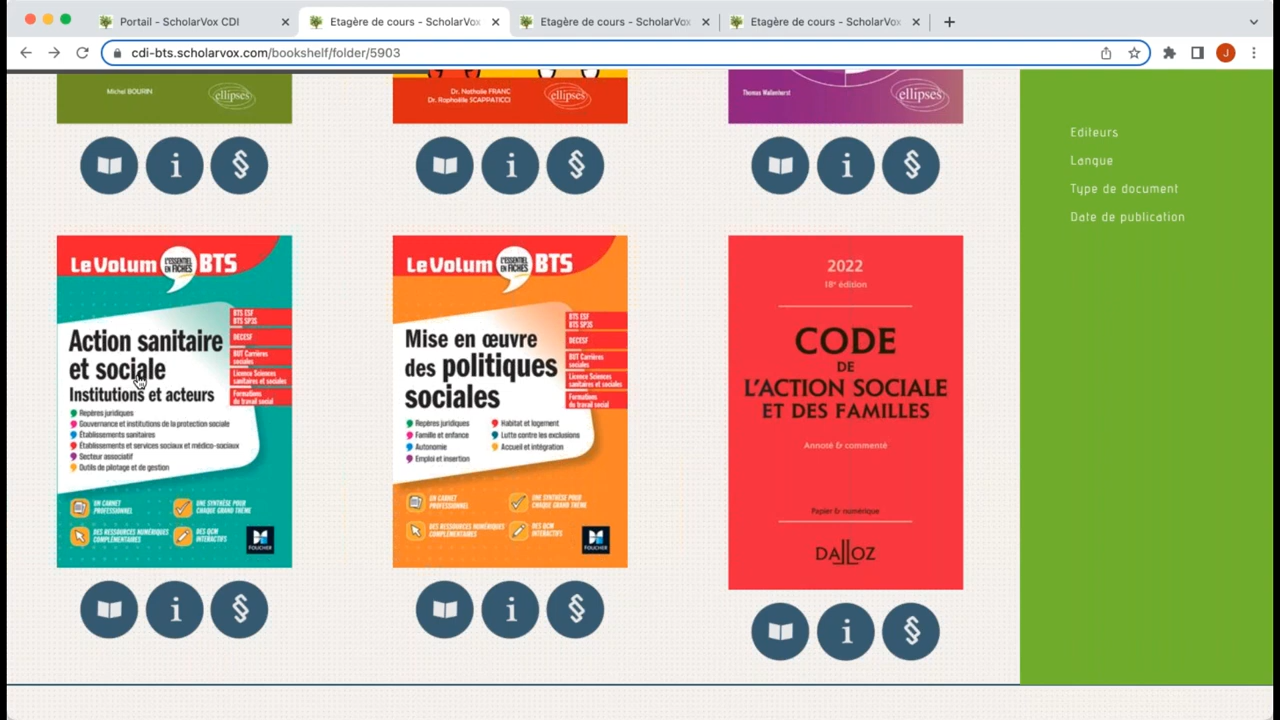 Portail - ScholarVox CDI
Etagère de cours - ScholarVox
Etagère de cours - ScholarVox
Etagère de cours - ScholarVox
cdi-bts.scholarvox.com/bookshelf/folder/5903
J
Michel BOURIN
ellipses
Dr. Nathalie FRANC
Dr. Raphaëlle SCAPPATICCI
ellipses
Thomas Wallenhorst
ellipses
Editeurs
Langue
Type de document
Date de publication
Le Volum BTS
L'ESSENTIEL
EN FICHES
BTS ESF
BTS SP3S
DECESF
BUT Carrières
sociales
Licence Sciences
sanitaires et sociales
Formations
du travail social
Action sanitaire
et sociale
Institutions et acteurs
Repères juridiques
Gouvernance et institutions de la protection sociale
Établissements sanitaires
Établissements et services sociaux et médico-sociaux
Secteur associatif
Outils de pilotage et de gestion
UN CARNET
PROFESSIONNEL
UNE SYNTHÈSE POUR
CHAQUE GRAND THÈME
DES RESSOURCES NUMÉRIQUES
COMPLÉMENTAIRES
DES QCM
INTERACTIFS
FOUCHER
Le Volum BTS
L'ESSENTIEL
EN FICHES
BTS ESF
BTS SP3S
DECESF
BUT Carrières
sociales
Licence Sciences
sanitaires et sociales
Formations
du travail social
Mise en œuvre
des politiques
sociales
Repères juridiques
Famille et enfance
Autonomie
Emploi et insertion
Habitat et logement
Lutte contre les exclusions
Accueil et intégration
UN CARNET
PROFESSIONNEL
UNE SYNTHÈSE POUR
CHAQUE GRAND THÈME
DES RESSOURCES NUMÉRIQUES
COMPLÉMENTAIRES
DES QCM
INTERACTIFS
FOUCHER
2022
18e édition
CODE
DE
L'ACTION SOCIALE
ET DES FAMILLES
Annoté & commenté
Papier & numérique
DALLOZ